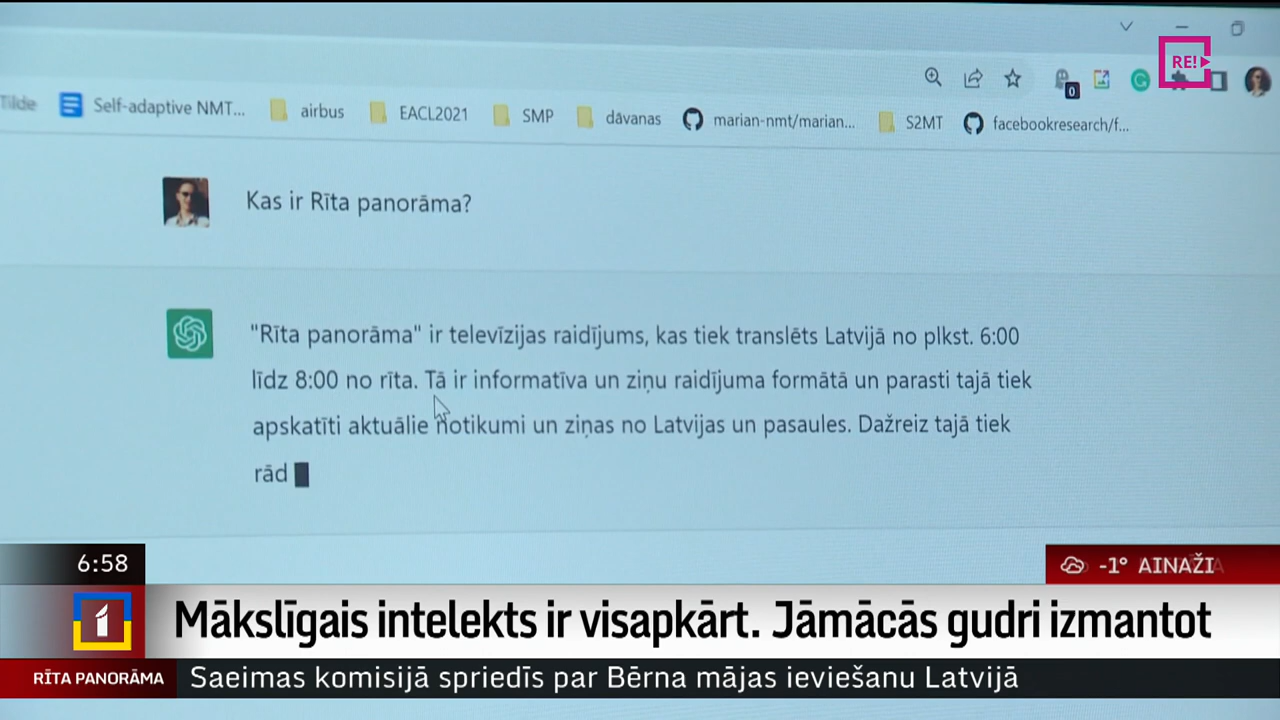 RE!
0
Tilde Self-adaptive NMT... airbus EACL2021 SMP dāvanas marian-nmt/marian... S2MT facebookresearch/f...
Kas ir Rīta panorāma?
"Rīta panorāma" ir televīzijas raidījums, kas tiek translēts Latvijā no plkst. 6:00
līdz 8:00 no rīta. Tā ir informatīva un ziņu raidījuma formātā un parasti tajā tiek
apskatīti aktuālie notikumi un ziņas no Latvijas un pasaules. Dažreiz tajā tiek
rād
6:58
-1° AINAŽI
1
Mākslīgais intelekts ir visapkārt. Jāmācās gudri izmantot
RĪTA PANORĀMA
Saeimas komisijā spriedīs par Bērna mājas ieviešanu Latvijā